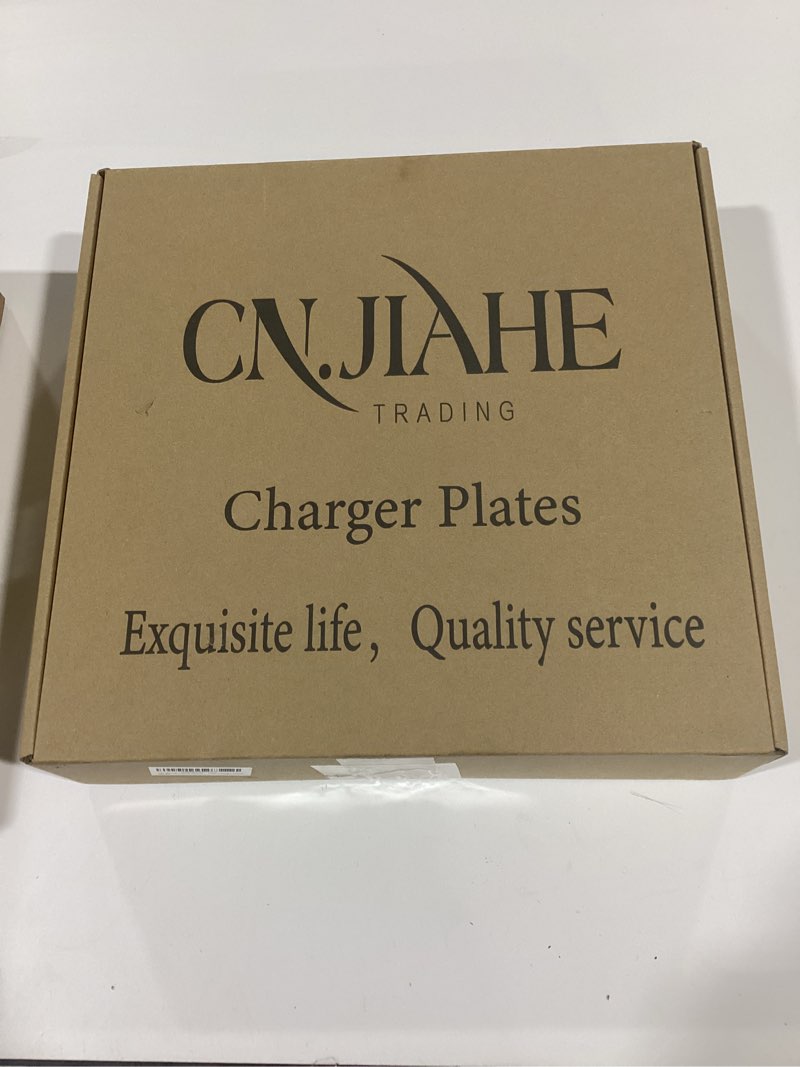 CN.JIAHE
TRADING
Charger Plates
Exquisite life, Quality service